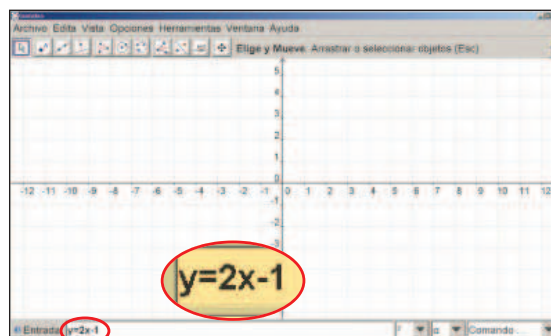 Archivo Edita Vista Opciones Herramientas Ventana Ayuda
Elige y Mueve: Arrastrar o seleccionar objetos (Esc)
5
4
3
2
1
0
-12 -11 -10 -9 -8 -7 -6 -5 -4 -3 -2 -1 0 1 2 3 4 5 6 7 8 9 10 11 12
-1
-2
-3
y=2x-1
Entrada: y=2x-1
α
Comando ...